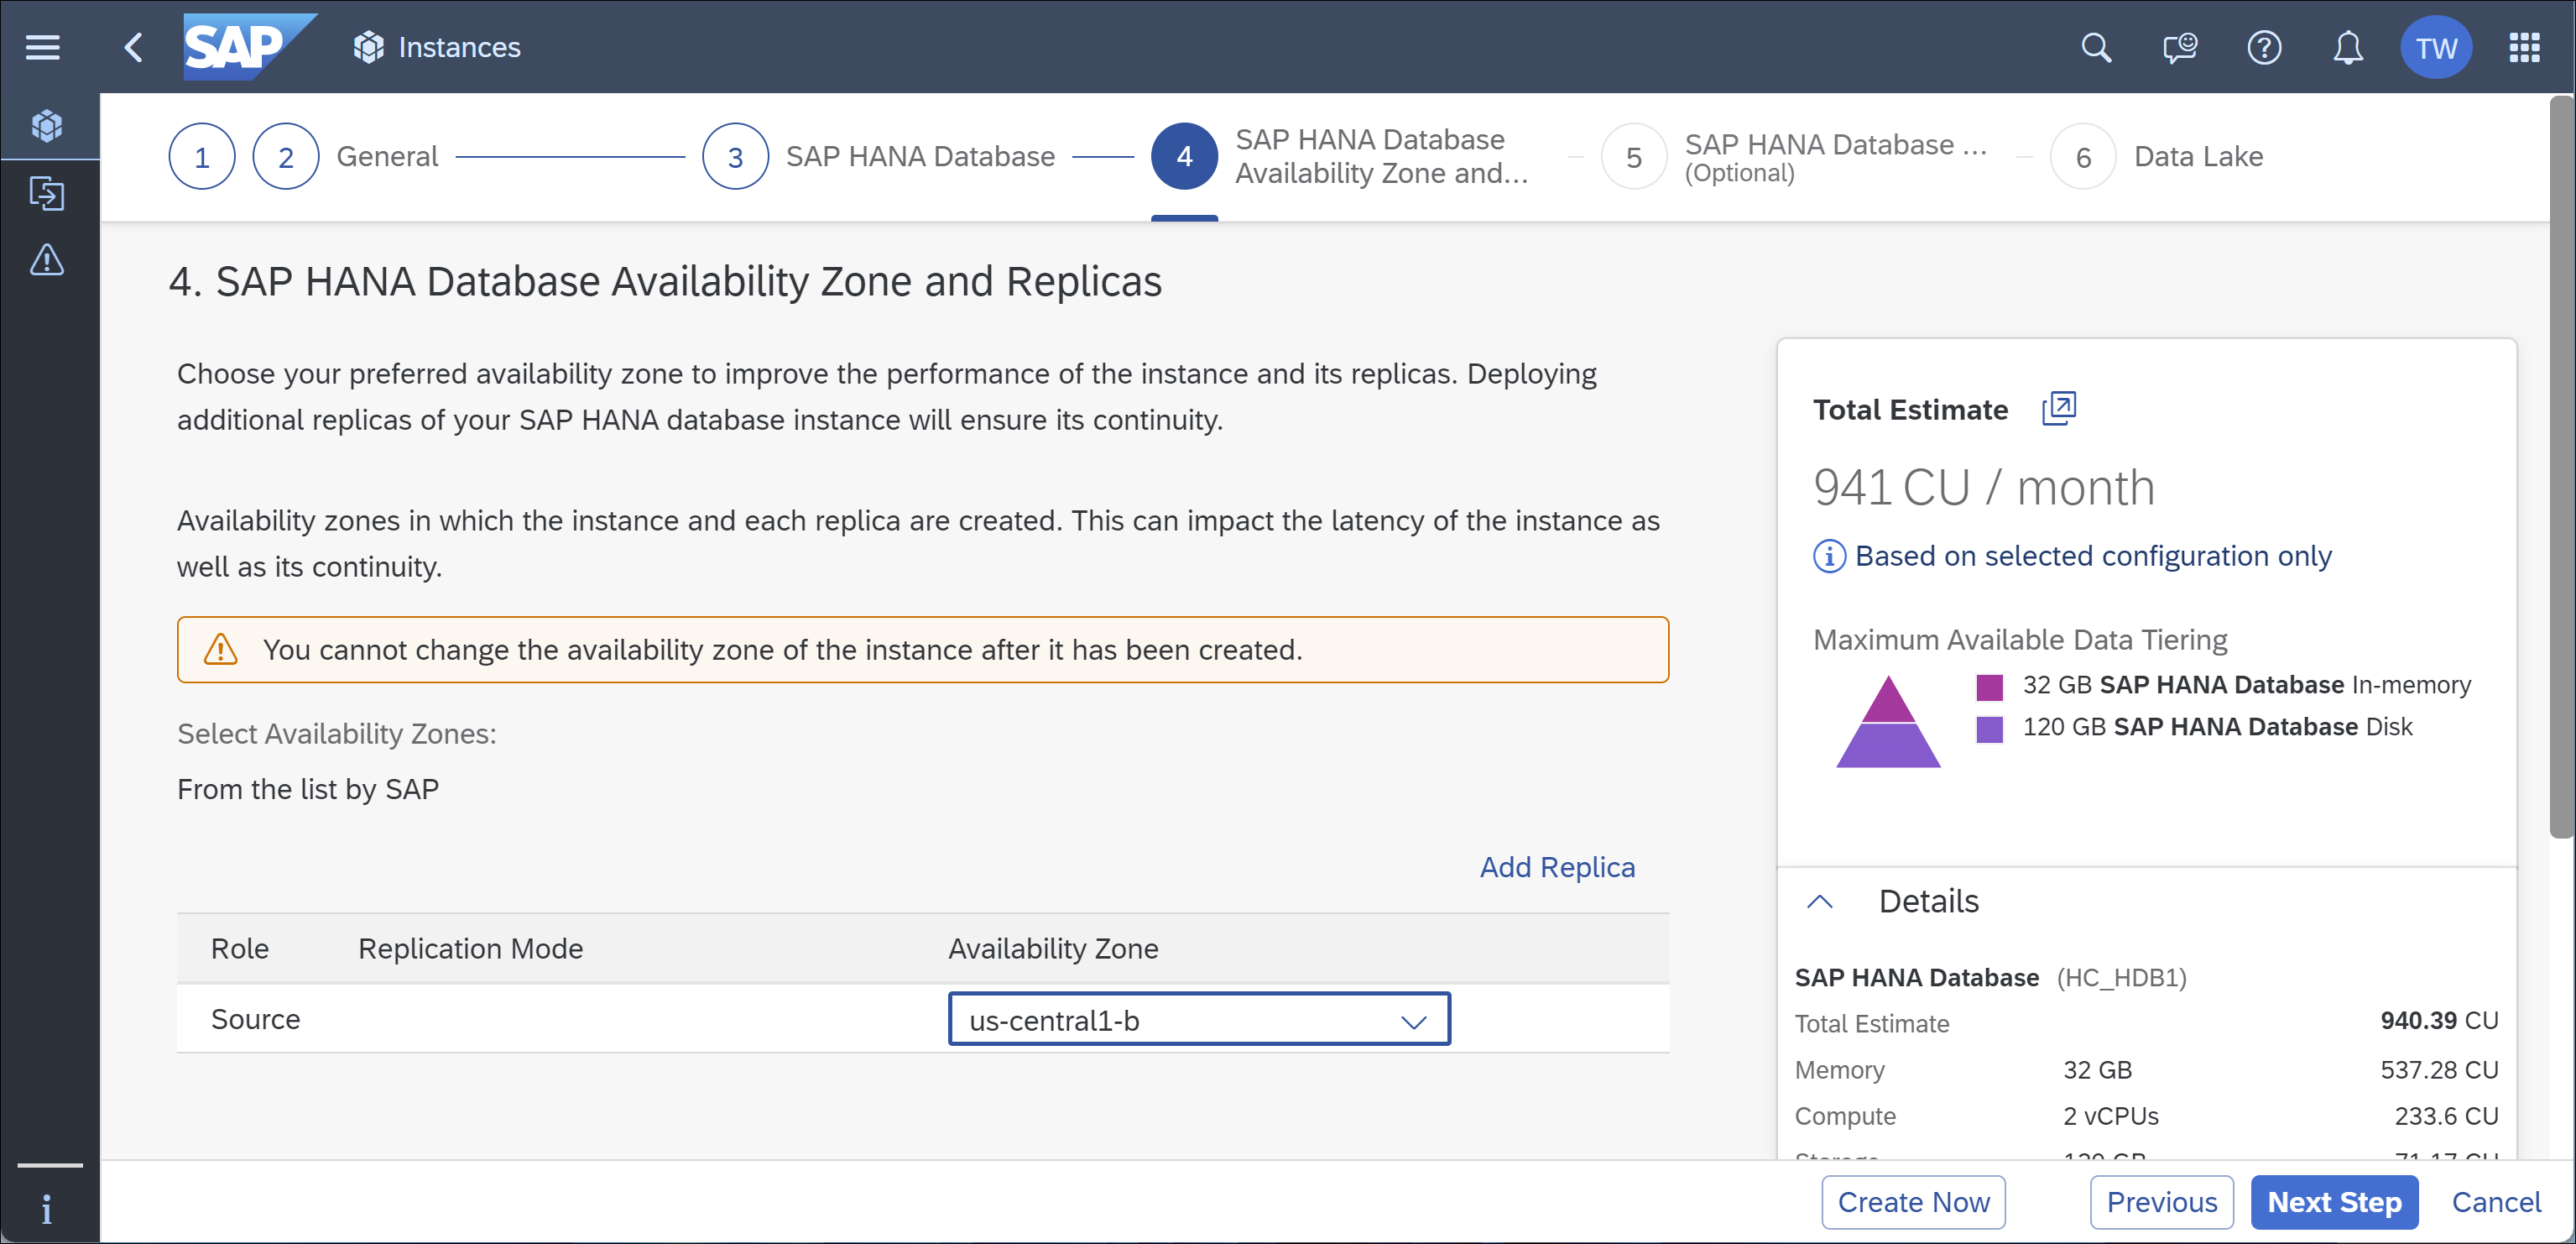 SAP
Instances
TW
1 2 General
3 SAP HANA Database
4 SAP HANA Database
Availability Zone and...
5 SAP HANA Database ...
(Optional)
6 Data Lake
4. SAP HANA Database Availability Zone and Replicas
Choose your preferred availability zone to improve the performance of the instance and its replicas. Deploying
additional replicas of your SAP HANA database instance will ensure its continuity.
Availability zones in which the instance and each replica are created. This can impact the latency of the instance as
well as its continuity.
You cannot change the availability zone of the instance after it has been created.
Select Availability Zones:
From the list by SAP
Add Replica
Role Replication Mode Availability Zone
Source us-central1-b
Total Estimate
941 CU / month
Based on selected configuration only
Maximum Available Data Tiering
32 GB SAP HANA Database In-memory
120 GB SAP HANA Database Disk
Details
SAP HANA Database (HC_HDB1)
Total Estimate 940.39 CU
Memory 32 GB 537.28 CU
Compute 2 vCPUs 233.6 CU
Storage 120 GB 71.17 CU
Create Now Previous Next Step Cancel